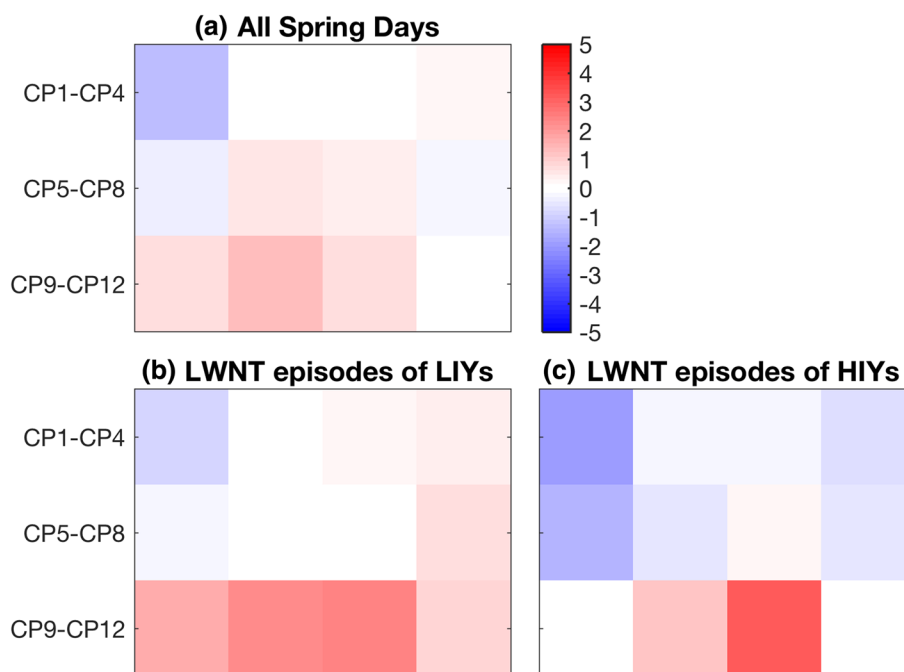 (a) All Spring Days
CP1-CP4
CP5-CP8
CP9-CP12
5
4
3
2
1
0
-1
-2
-3
-4
-5
(b) LWNT episodes of LIYs
CP1-CP4
CP5-CP8
CP9-CP12
(c) LWNT episodes of HIYs